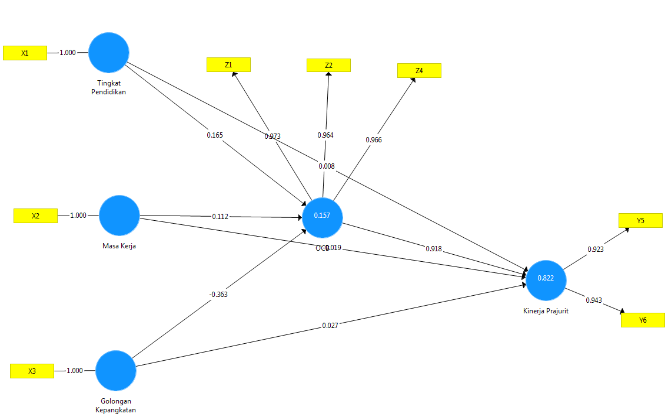 X1
1.000
Tingkat
Pendidikan
Z1
Z2
Z4
0.165
0.973
0.964
0.966
0.008
X2
1.000
Masa Kerja
0.112
0.157
0.019
0.918
Y5
0.923
0.822
Kinerja Prajurit
0.943
Y6
-0.363
0.027
X3
1.000
Golongan
Kepangkatan